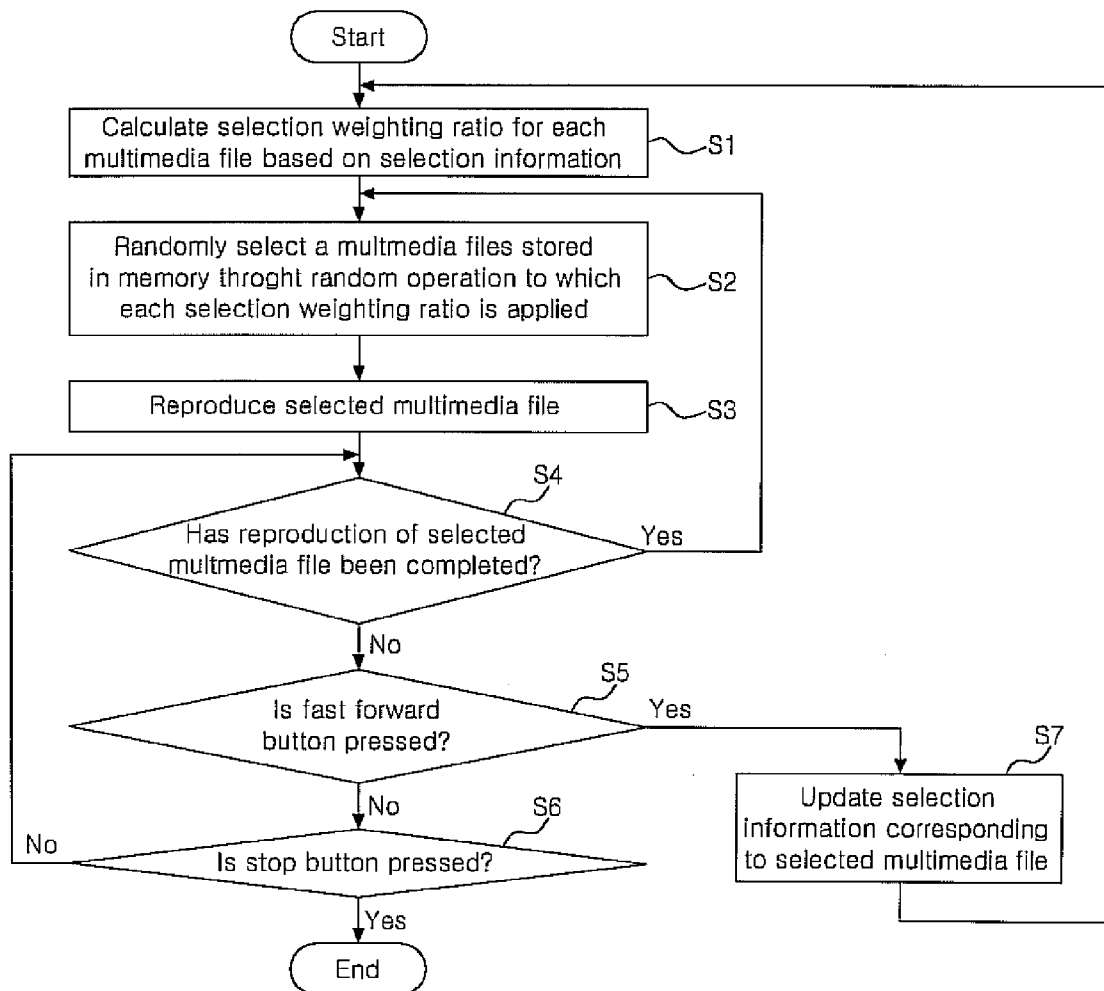 Start
Calculate selection weighting ratio for each
multimedia file based on selection information
S1
Randomly select a multmedia files stored
in memory throght random operation to which
each selection weighting ratio is applied
S2
Reproduce selected multimedia file
S3
S4
Has reproduction of selected
multmedia file been completed?
Yes
No
S5
Is fast forward
button pressed?
Yes
S7
Update selection
information corresponding
to selected multimedia file
No
S6
No
Is stop button pressed?
Yes
End